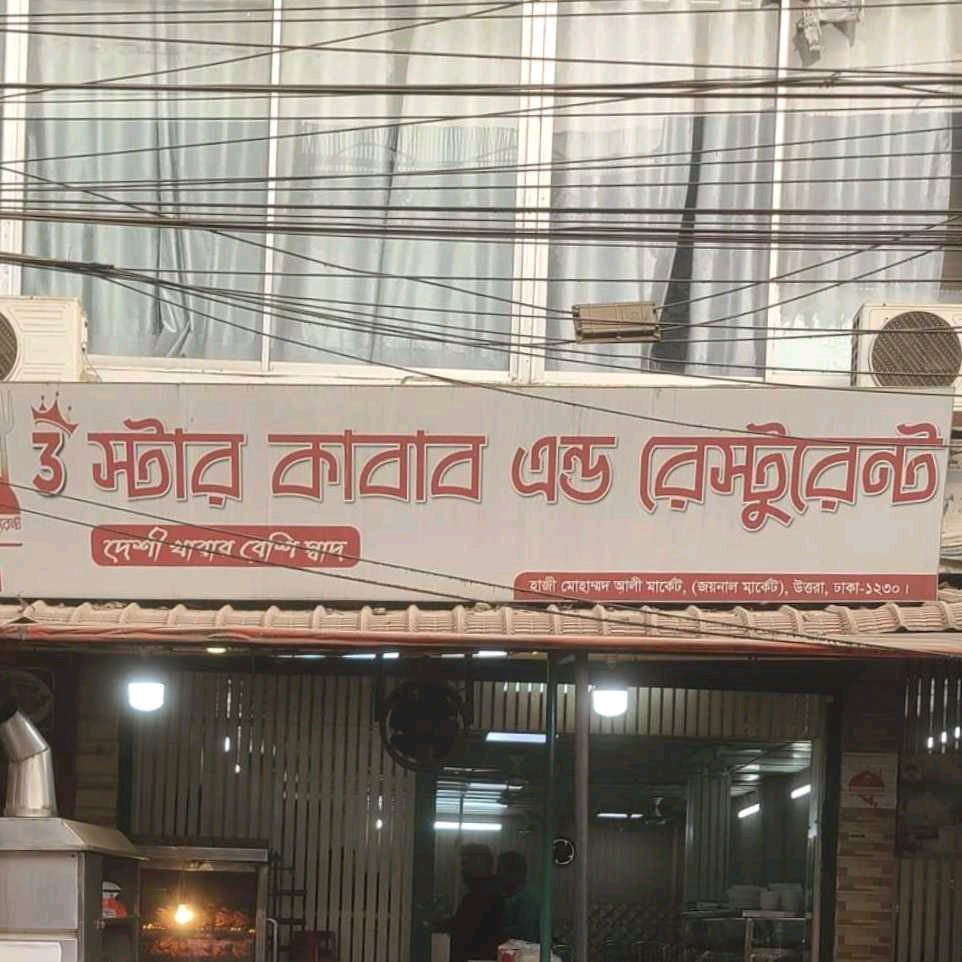 3 স্টার কাবাব এন্ড রেস্টুরেন্ট
দেশী খাবার বেশি স্বাদ
হাজী মোহাম্মদ আলী মার্কেট, (জয়নাল মার্কেট), উত্তরা, ঢাকা-১২৩০।